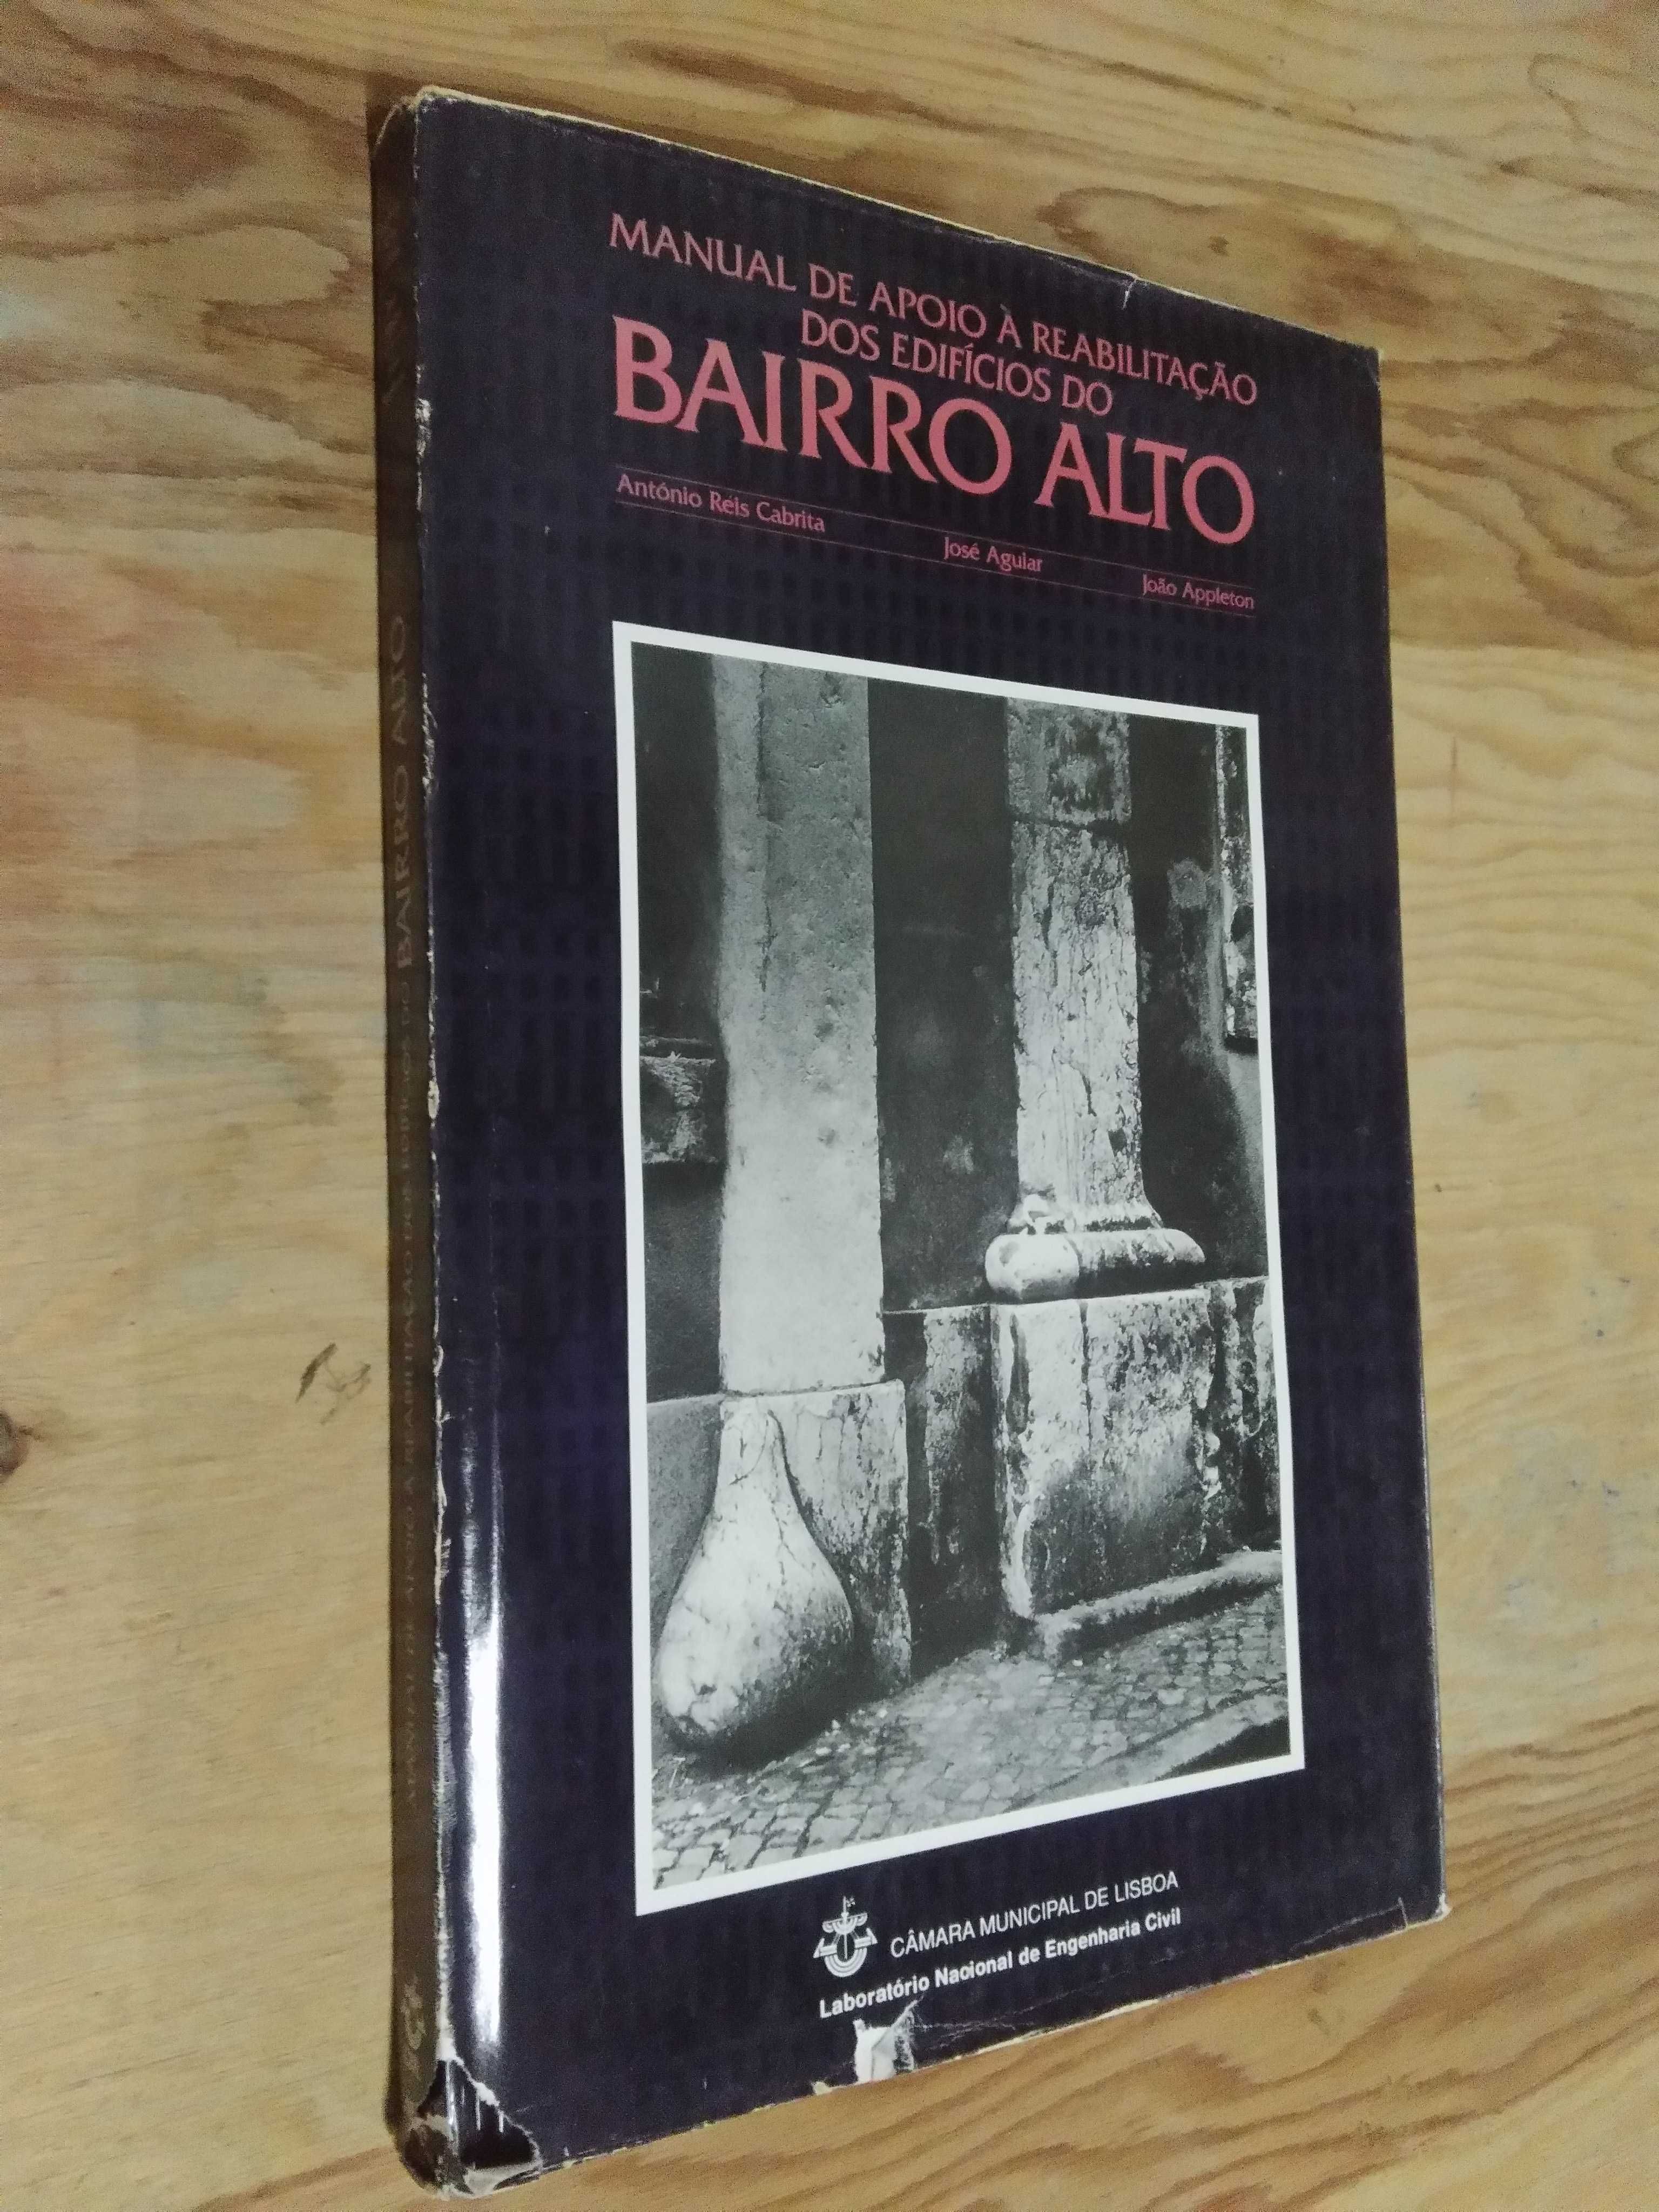 MANUAL DE APOIO À REABILITAÇÃO
DOS EDIFÍCIOS DO
BAIRRO ALTO
António Reis Cabrita
José Aguiar
João Appleton
CÂMARA MUNICIPAL DE LISBOA
Laboratório Nacional de Engenharia Civil
MANUAL DE APOIO À REABILITAÇÃO DOS EDIFÍCIOS DO BAIRRO ALTO